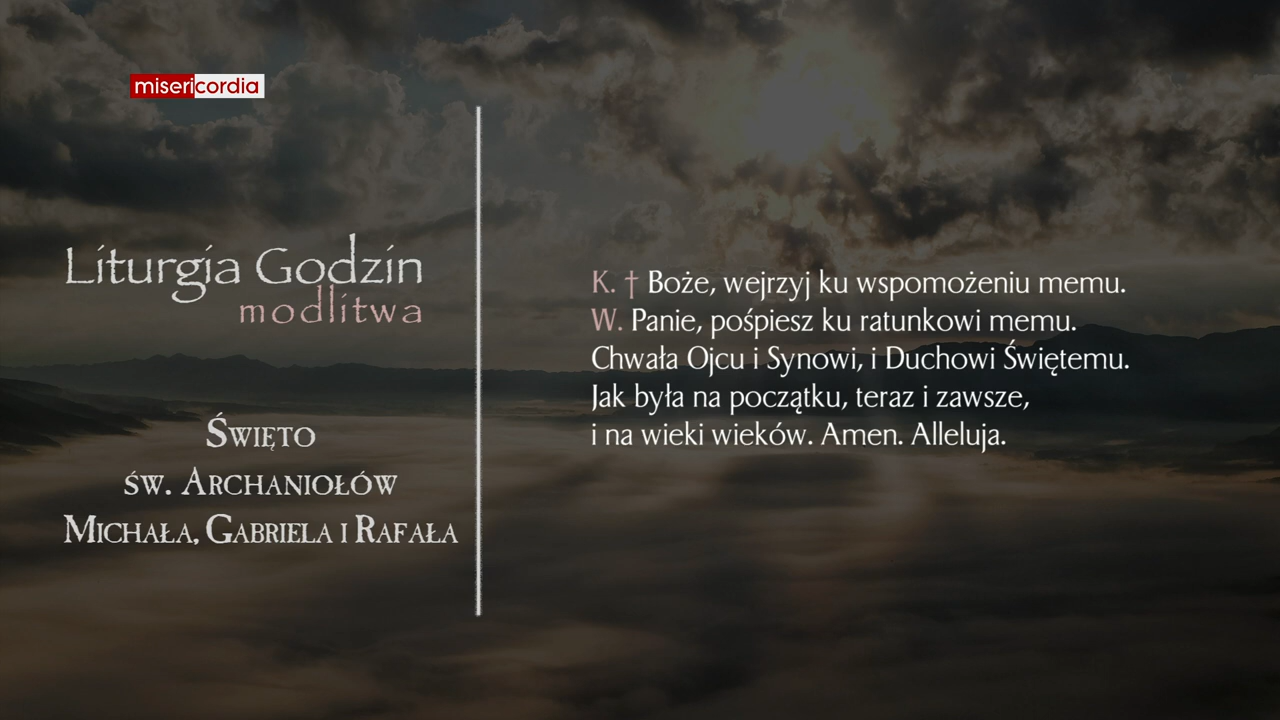 misericordia
Liturgia Godzin
modlitwa
Święto
św. Archaniołów
Michała, Gabriela i Rafała
K. † Boże, wejrzyj ku wspomożeniu memu.
W. Panie, pośpiesz ku ratunkowi memu.
Chwała Ojcu i Synowi, i Duchowi Świętemu.
Jak była na początku, teraz i zawsze,
i na wieki wieków. Amen. Alleluja.